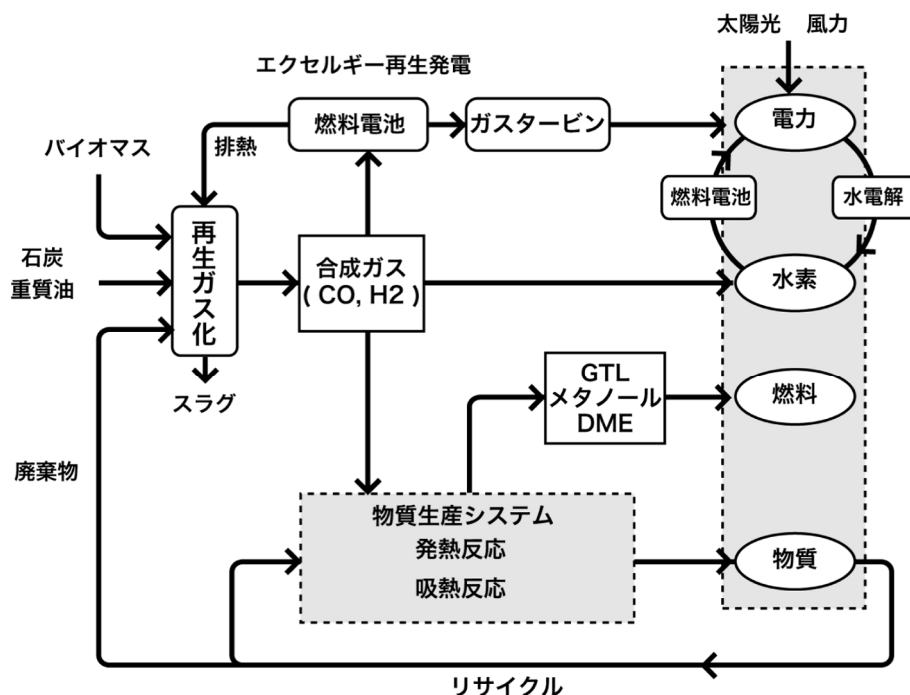 太陽光 風力
エクセルギー再生発電
燃料電池
ガスタービン
電力
排熱
バイオマス
燃料電池
水電解
再生ガス化
石炭
重質油
合成ガス
( CO, H2 )
水素
スラグ
GTL
メタノール
DME
燃料
廃棄物
物質生産システム
発熱反応
吸熱反応
物質
リサイクル